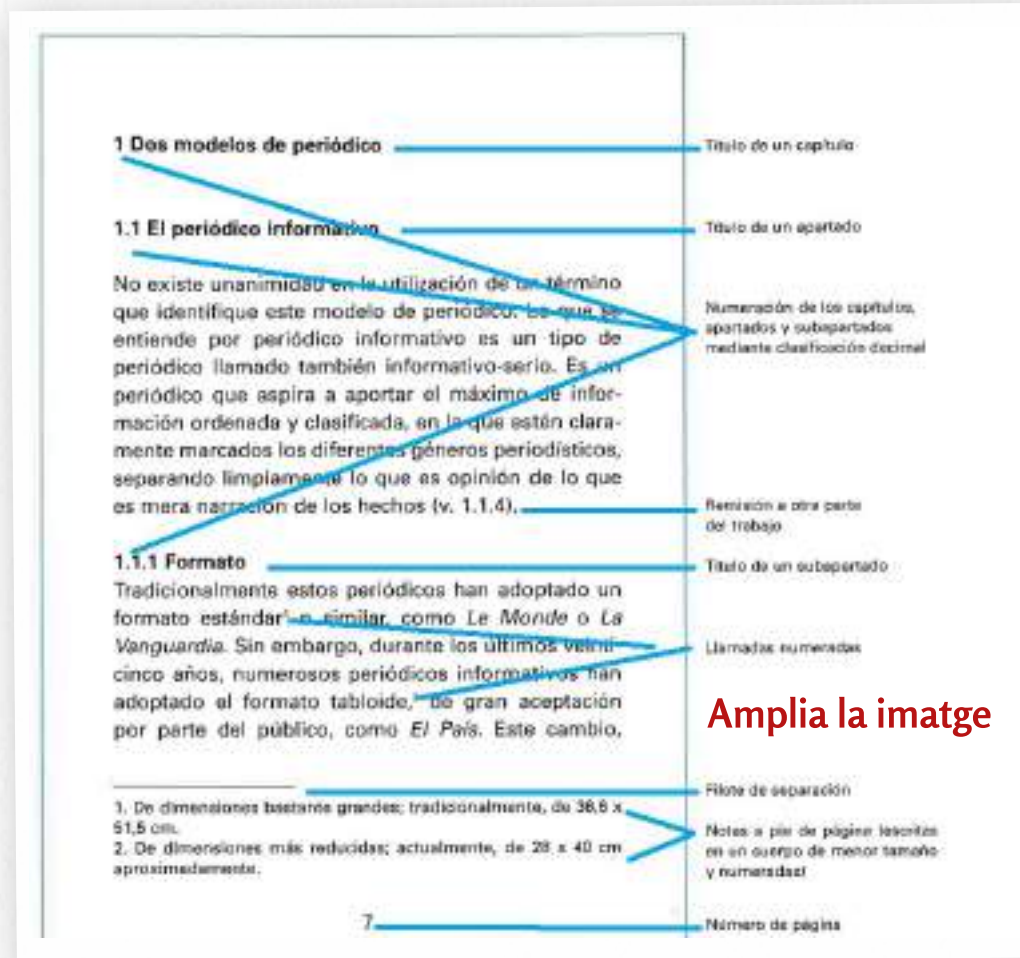 1 Dos modelos de periódico
Título de un capítulo
1.1 El periódico informativo
Título de un apartado
No existe unanimidad en la utilización de un término
que identifique este modelo de periódico. Lo que se
entiende por periódico informativo es un tipo de
periódico llamado también informativo-serio. Es un
periódico que aspira a aportar el máximo de infor-
mación ordenada y clasificada, en la que estén clara-
mente marcados los diferentes géneros periodísticos,
separando limpiamente lo que es opinión de lo que
es mera narración de los hechos (v. 1.1.4).
Numeración de los capítulos,
apartados y subapartados
mediante clasificación decimal
Remisión a otra parte
del trabajo
1.1.1 Formato
Título de un subapartado
Tradicionalmente estos periódicos han adoptado un
formato estándar¹ o similar, como Le Monde o La
Vanguardia. Sin embargo, durante los últimos veinti-
cinco años, numerosos periódicos informativos han
adoptado el formato tabloide,² de gran aceptación
por parte del público, como El País. Este cambio,
Llamadas numeradas
Amplia la imatge
Filete de separación
1. De dimensiones bastante grandes; tradicionalmente, de 36,6 x
51,5 cm.
2. De dimensiones más reducidas; actualmente, de 28 x 40 cm
aproximadamente.
Notas a pie de página (escritas
en un cuerpo de menor tamaño
y numeradas)
7
Número de página